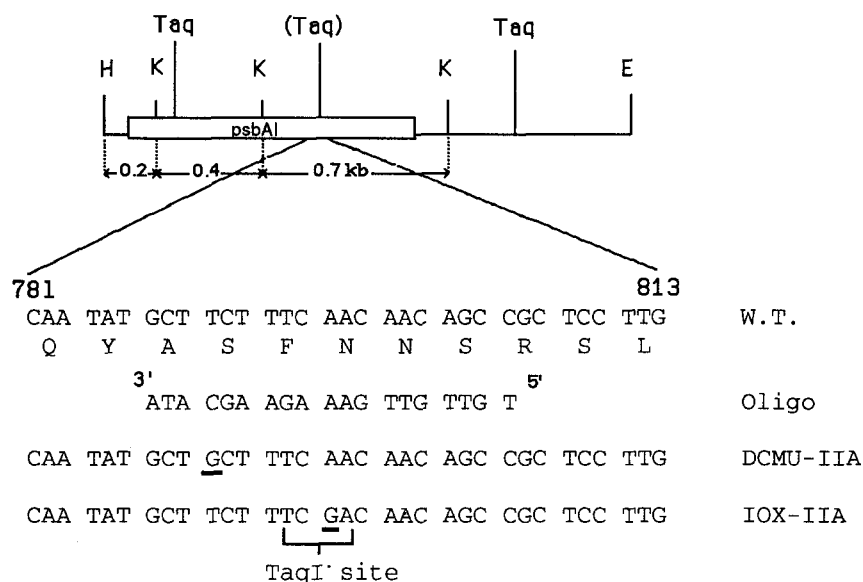 Taq (Taq) Taq
H K K K E
psbAI
0.2 0.4 0.7 kb
781 813
CAA TAT GCT TCT TTC AAC AAC AGC CGC TCC TTG W.T.
Q Y A S F N N S R S L
3' 5'
ATA CGA AGA AAG TTG TTG T Oligo
CAA TAT GCT GCT TTC AAC AAC AGC CGC TCC TTG DCMU-IIA
CAA TAT GCT TCT TTC GAC AAC AGC CGC TCC TTG IOX-IIA
TaqI site